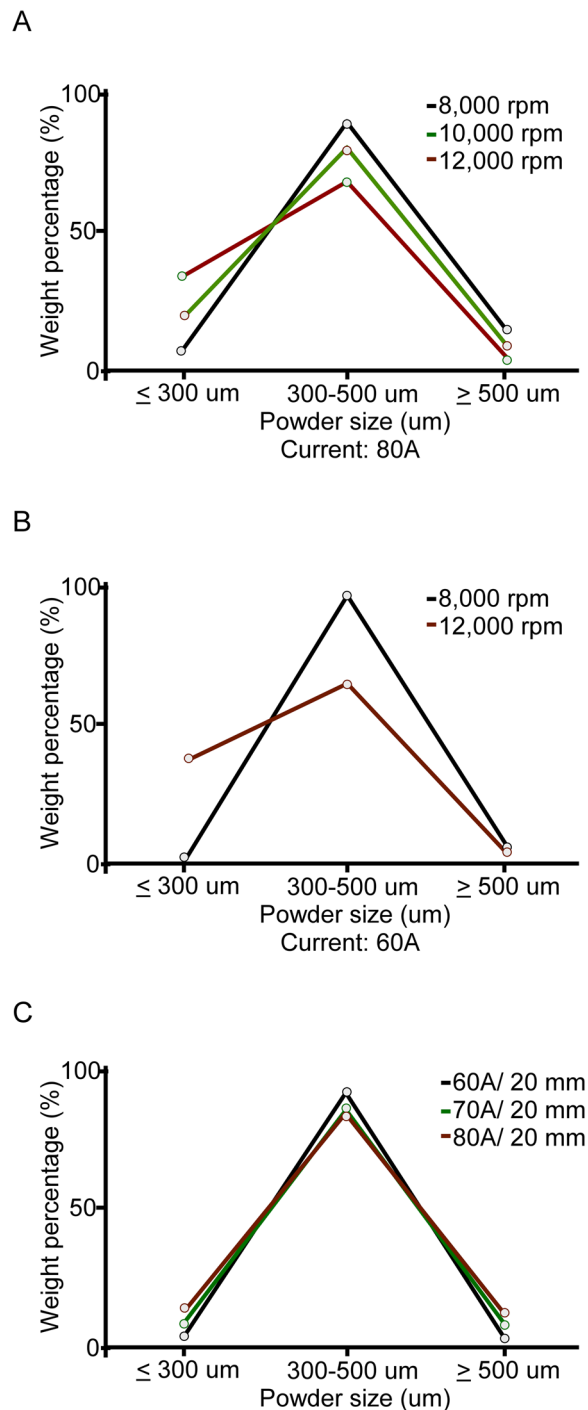 A
100
50
0
Weight percentage (%)
8,000 rpm
10,000 rpm
12,000 rpm
≤ 300 um
300-500 um
≥ 500 um
Powder size (um)
Current: 80A
B
100
50
0
Weight percentage (%)
8,000 rpm
12,000 rpm
≤ 300 um
300-500 um
≥ 500 um
Powder size (um)
Current: 60A
C
100
50
0
Weight percentage (%)
60A/ 20 mm
70A/ 20 mm
80A/ 20 mm
≤ 300 um
300-500 um
≥ 500 um
Powder size (um)